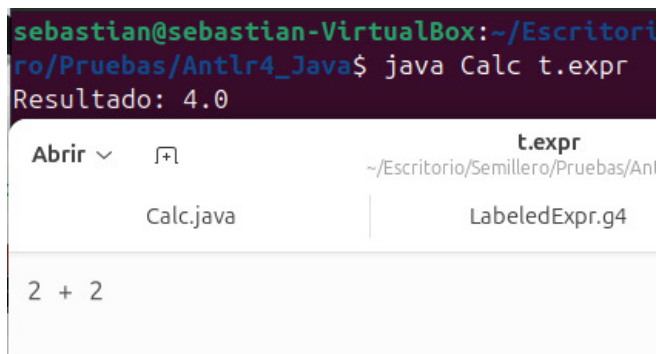 sebastian@sebastian-VirtualBox:~/Escritori
ro/Pruebas/Antlr4_Java$ java Calc t.expr
Resultado: 4.0
Abrir
t.expr
~/Escritorio/Semillero/Pruebas/Ant
Calc.java
LabeledExpr.g4
2 + 2